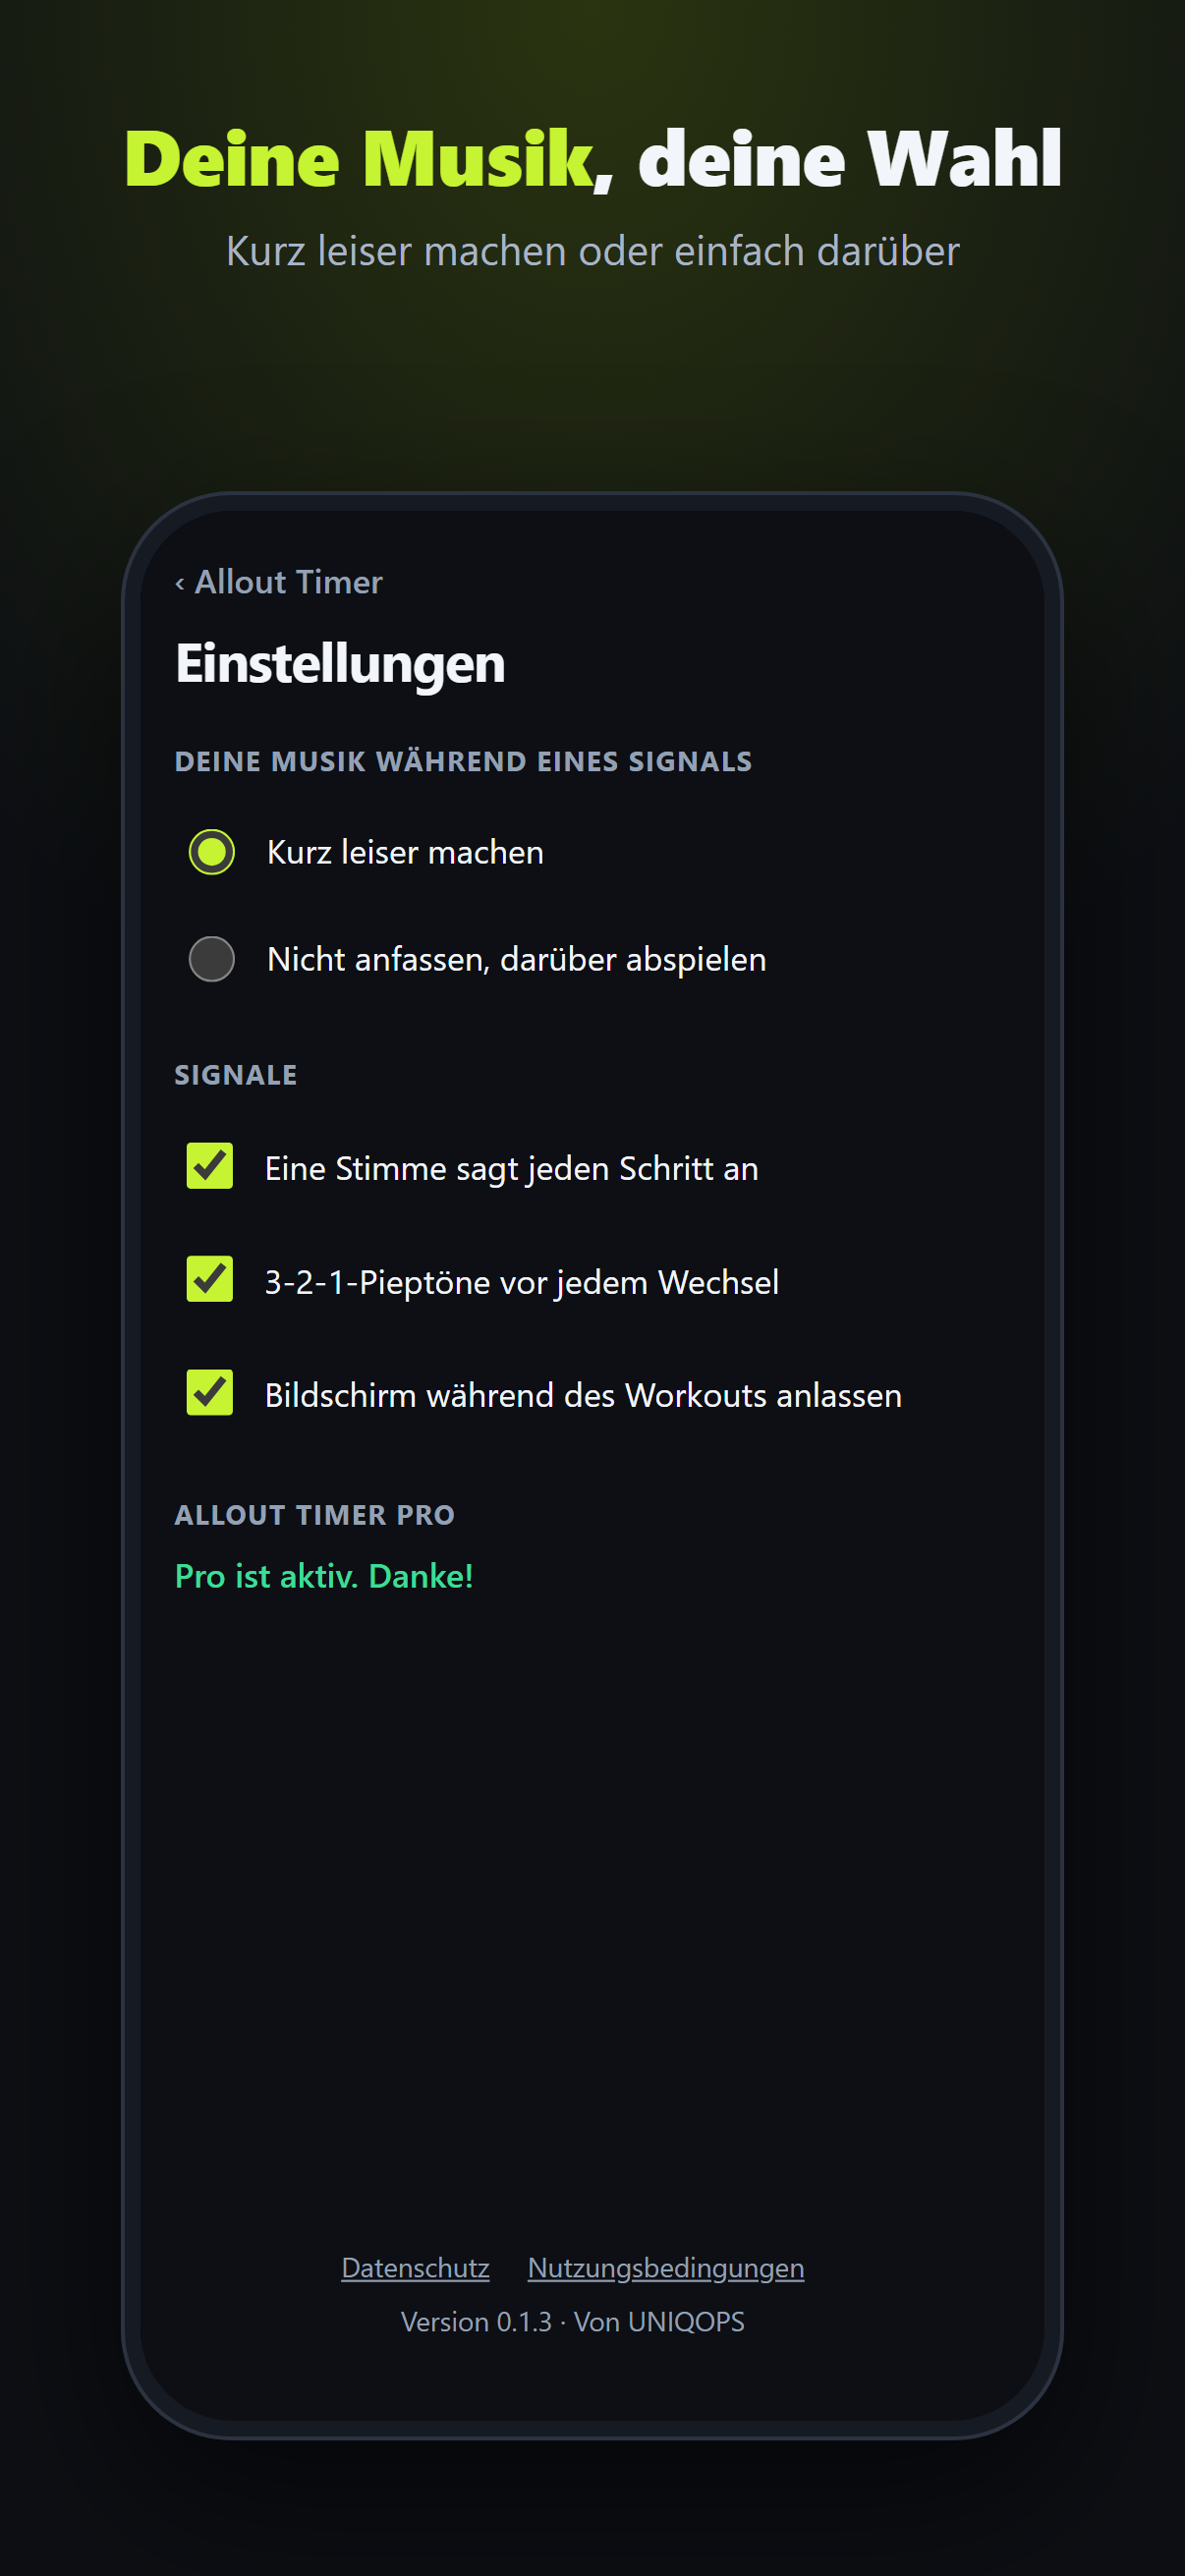 Deine Musik, deine Wahl
Kurz leiser machen oder einfach darüber
‹ Allout Timer
Einstellungen
DEINE MUSIK WÄHREND EINES SIGNALS
Kurz leiser machen
Nicht anfassen, darüber abspielen
SIGNALE
Eine Stimme sagt jeden Schritt an
3-2-1-Pieptöne vor jedem Wechsel
Bildschirm während des Workouts anlassen
ALLOUT TIMER PRO
Pro ist aktiv. Danke!
Datenschutz Nutzungsbedingungen
Version 0.1.3 · Von UNIQOPS